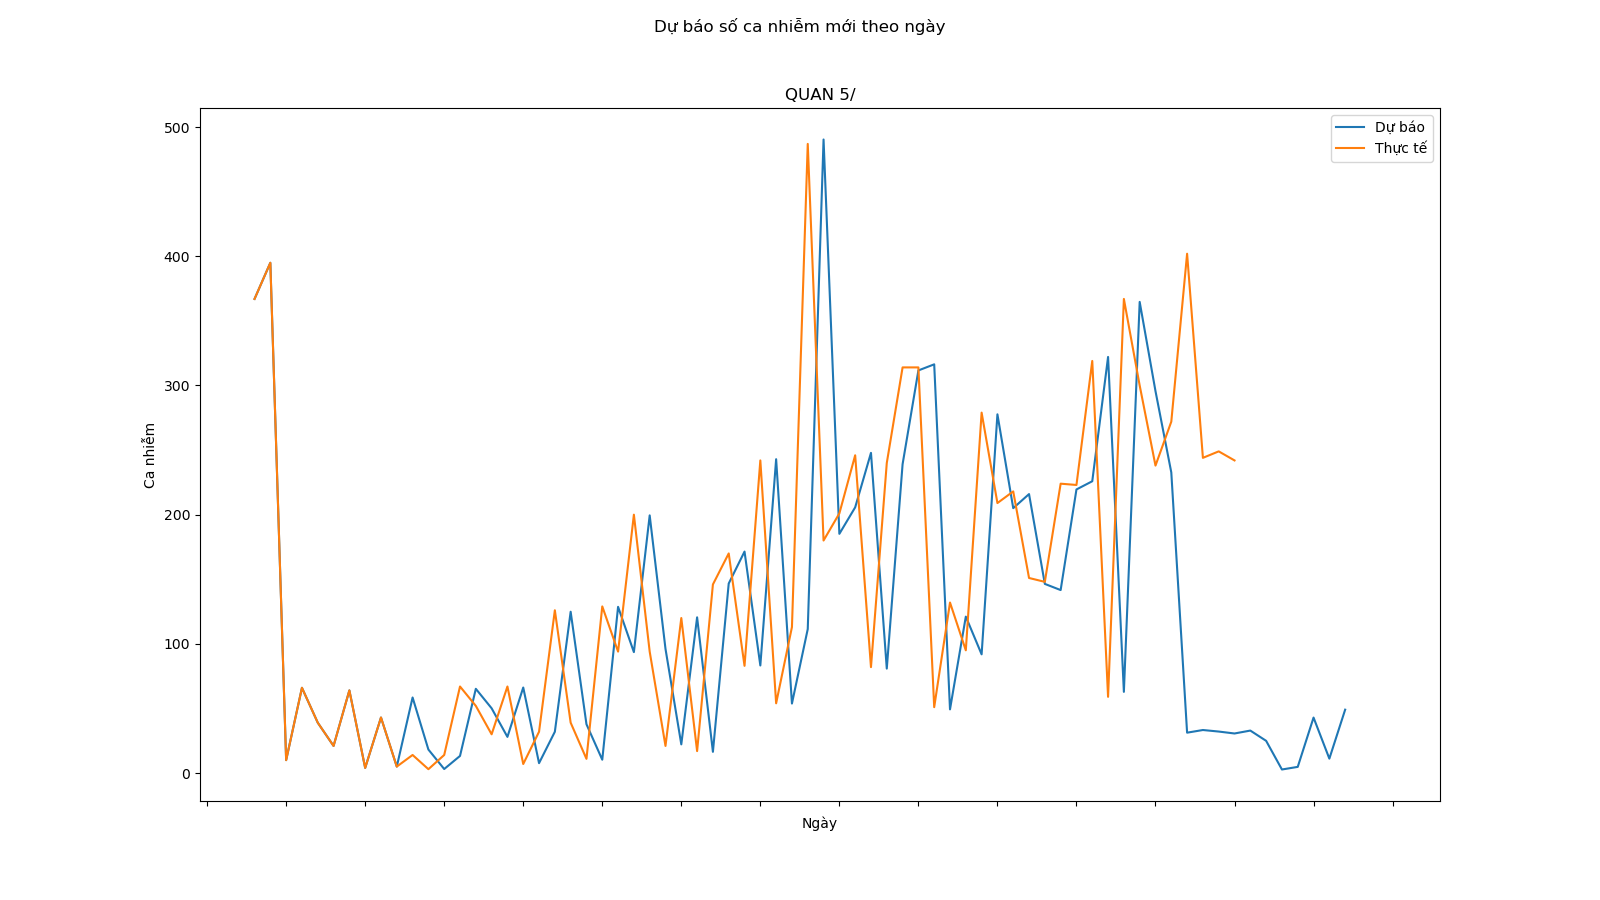 Dự báo số ca nhiễm mới theo ngày
QUAN 5/
Dự báo
Thực tế
500
400
300
200
100
0
Ca nhiễm
Ngày